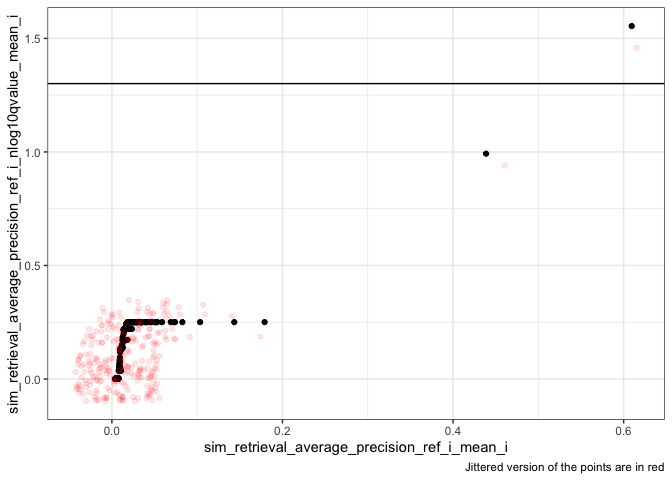 sim_retrieval_average_precision_ref_i_nlog10qvalue_mean_i
1.5
1.0
0.5
0.0
0.0 0.2 0.4 0.6
sim_retrieval_average_precision_ref_i_mean_i
Jittered version of the points are in red